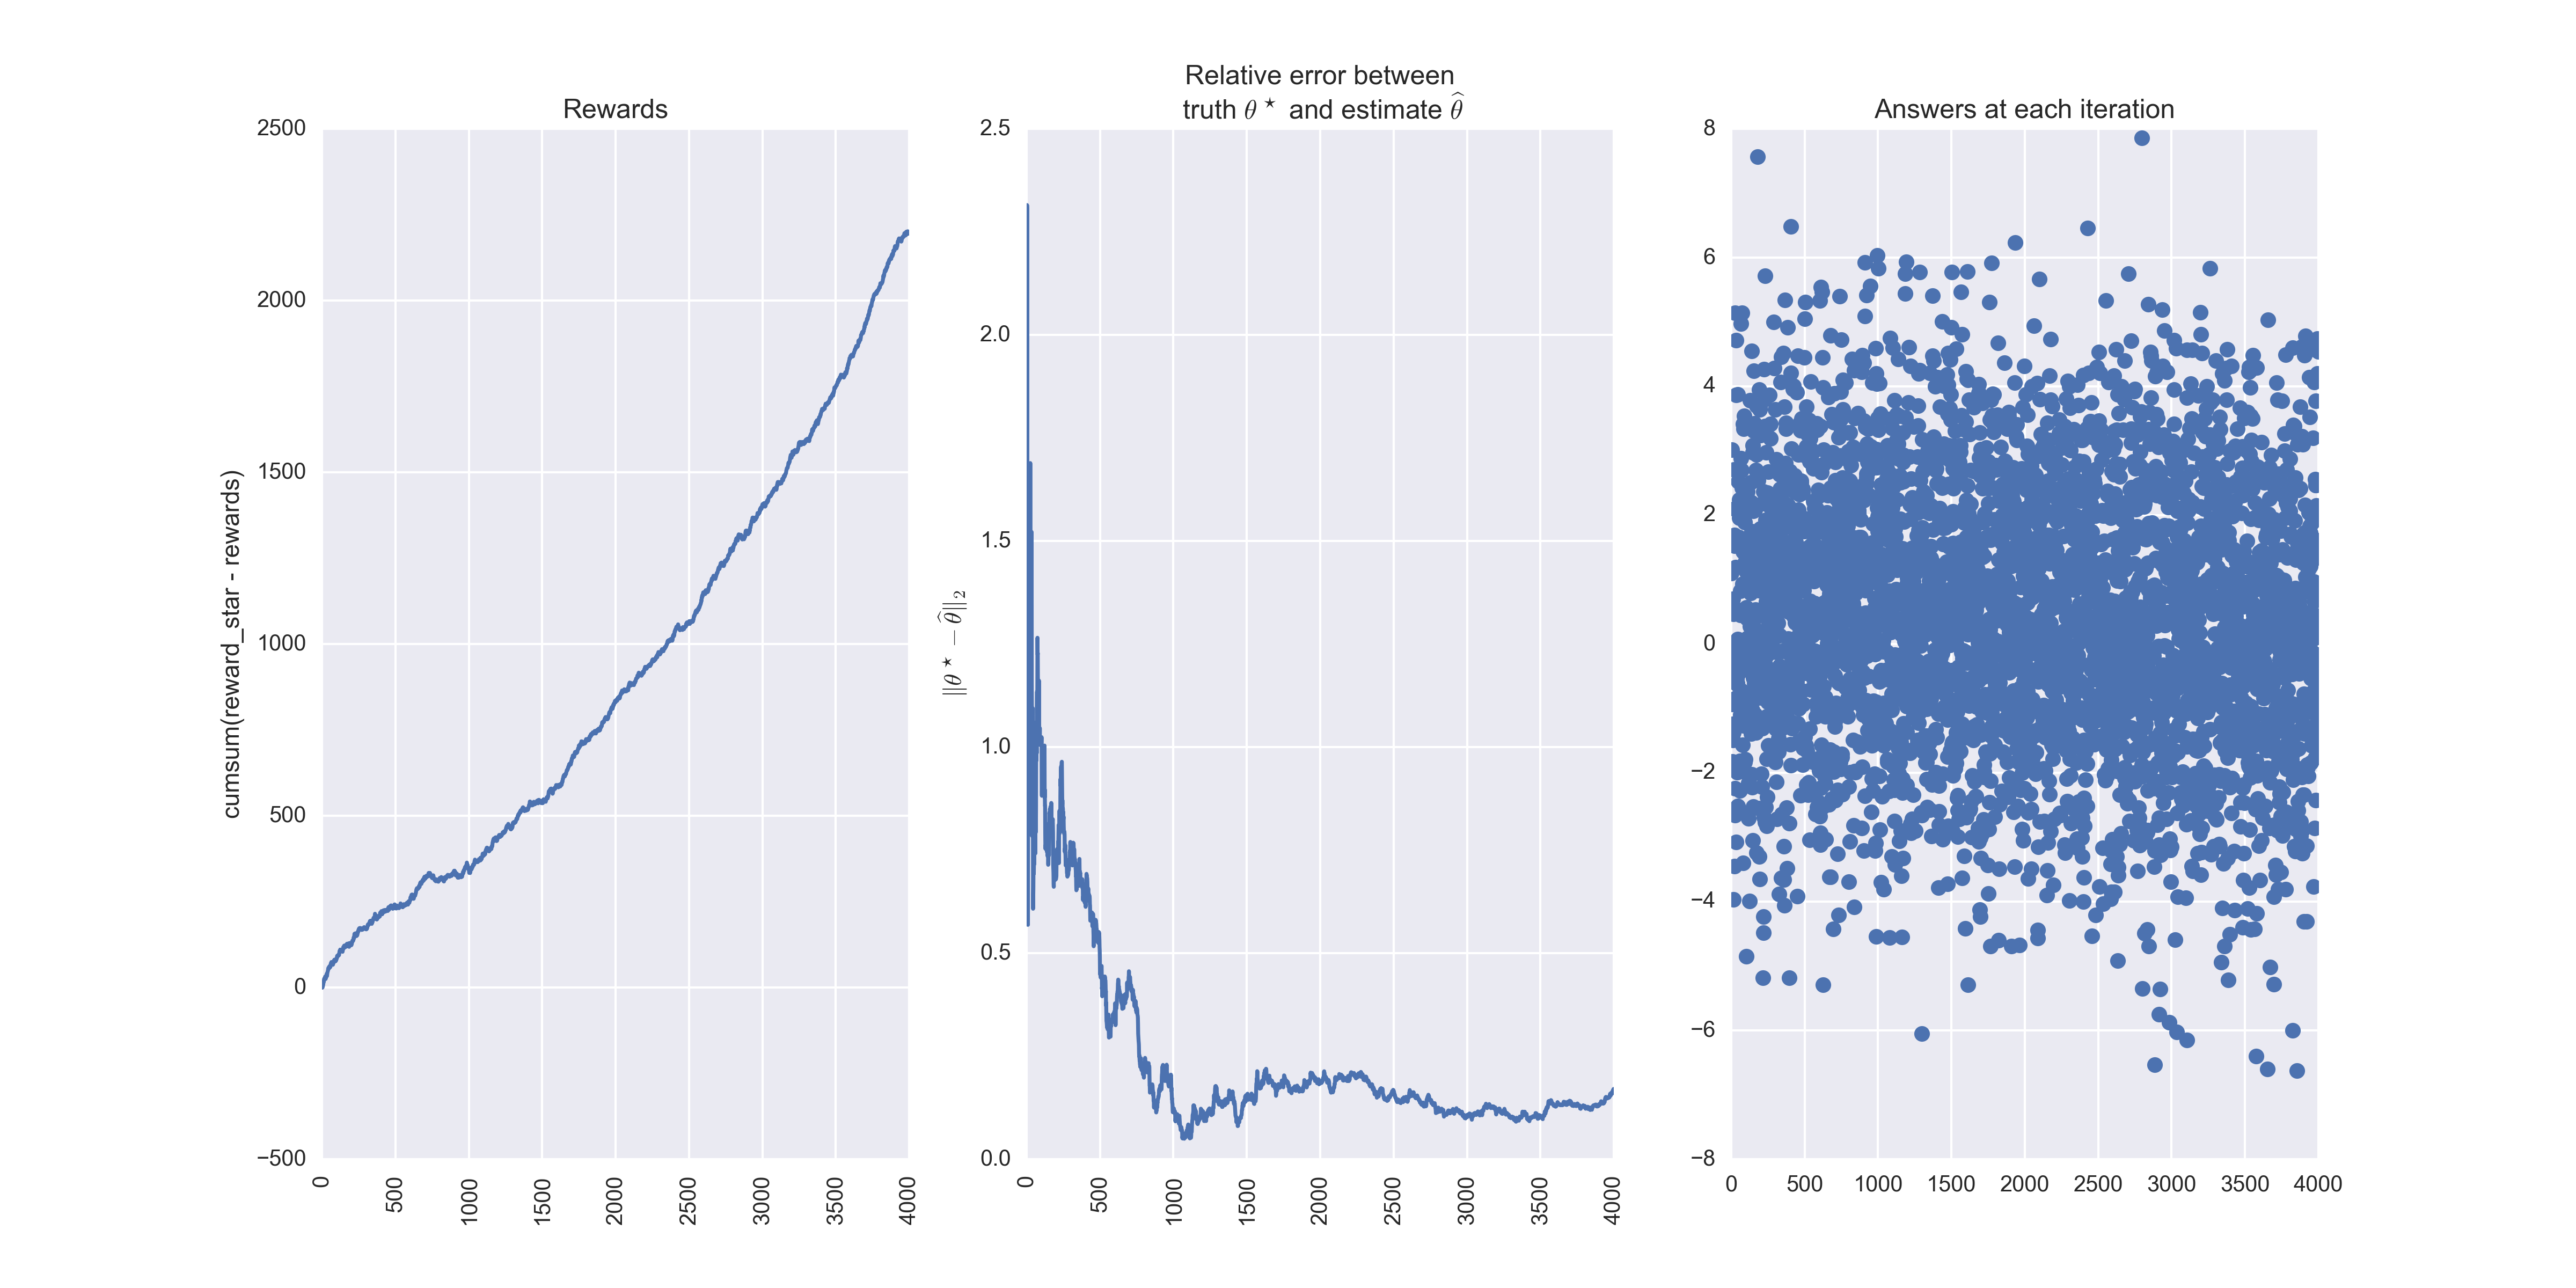 Rewards
2500
2000
1500
1000
500
0
−500
cumsum(reward_star - rewards)
0 500 1000 1500 2000 2500 3000 3500 4000
Relative error between
truth θ* and estimate θ̂
2.5
2.0
1.5
1.0
0.5
0.0
||θ* − θ̂||₂
0 500 1000 1500 2000 2500 3000 3500 4000
Answers at each iteration
8
6
4
2
0
−2
−4
−6
−8
0 500 1000 1500 2000 2500 3000 3500 4000